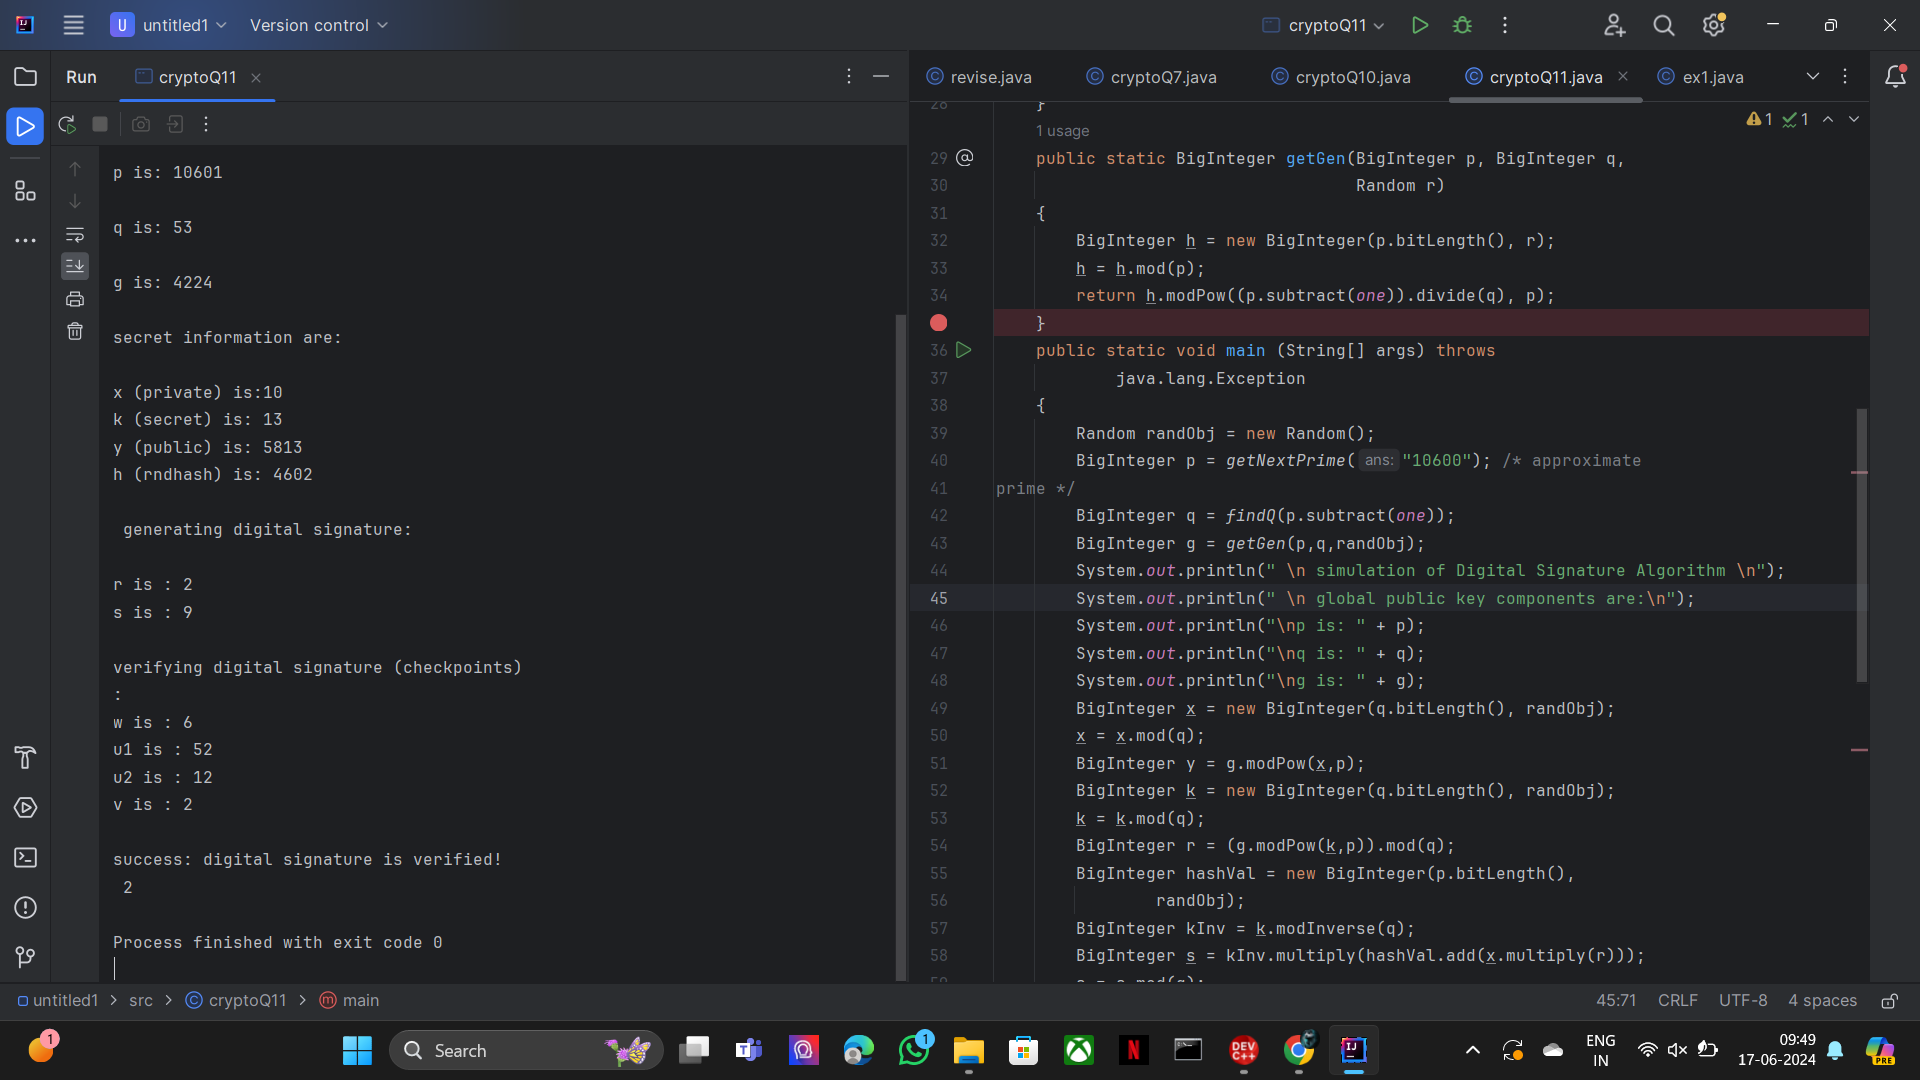 U untitled1 Version control cryptoQ11
Run cryptoQ11
revise.java cryptoQ7.java cryptoQ10.java cryptoQ11.java ex1.java
p is: 10601
q is: 53
g is: 4224
secret information are:
x (private) is:10
k (secret) is: 13
y (public) is: 5813
h (rndhash) is: 4602
generating digital signature:
r is : 2
s is : 9
verifying digital signature (checkpoints)
:
w is : 6
u1 is : 52
u2 is : 12
v is : 2
success: digital signature is verified!
2
Process finished with exit code 0
1 1
28 }
1 usage
29 @ public static BigInteger getGen(BigInteger p, BigInteger q,
30 Random r)
31 {
32 BigInteger h = new BigInteger(p.bitLength(), r);
33 h = h.mod(p);
34 return h.modPow((p.subtract(one)).divide(q), p);
}
36 public static void main (String[] args) throws
37 java.lang.Exception
38 {
39 Random randObj = new Random();
40 BigInteger p = getNextPrime( ans: "10600"); /* approximate
41 prime */
42 BigInteger q = findQ(p.subtract(one));
43 BigInteger g = getGen(p,q,randObj);
44 System.out.println(" \n simulation of Digital Signature Algorithm \n");
45 System.out.println(" \n global public key components are:\n");
46 System.out.println("\np is: " + p);
47 System.out.println("\nq is: " + q);
48 System.out.println("\ng is: " + g);
49 BigInteger x = new BigInteger(q.bitLength(), randObj);
50 x = x.mod(q);
51 BigInteger y = g.modPow(x,p);
52 BigInteger k = new BigInteger(q.bitLength(), randObj);
53 k = k.mod(q);
54 BigInteger r = (g.modPow(k,p)).mod(q);
55 BigInteger hashVal = new BigInteger(p.bitLength(),
56 randObj);
57 BigInteger kInv = k.modInverse(q);
58 BigInteger s = kInv.multiply(hashVal.add(x.multiply(r)));
59 s = s.mod(q);
untitled1 > src > cryptoQ11 > main
45:71 CRLF UTF-8 4 spaces
1 Search 1 ENG
IN
09:49
17-06-2024